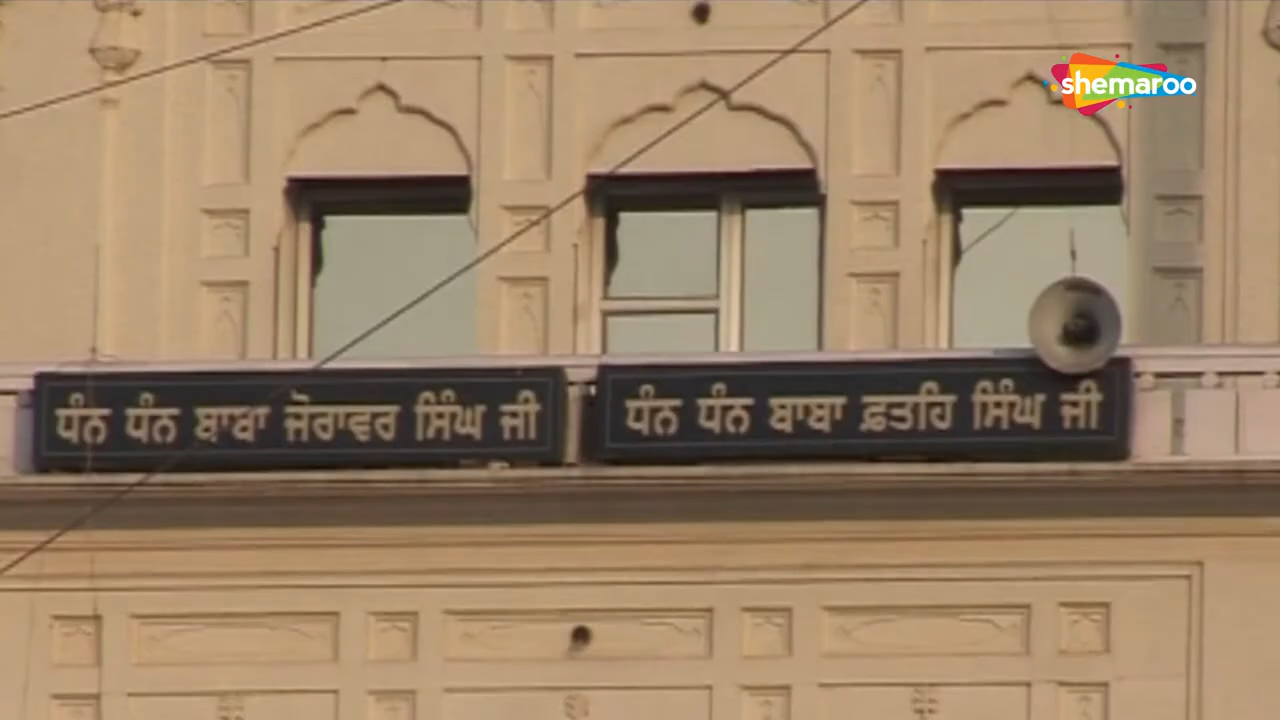 shemaroo
ਧੰਨ ਧੰਨ ਬਾਬਾ ਜੋਰਾਵਰ ਸਿੰਘ ਜੀ
ਧੰਨ ਧੰਨ ਬਾਬਾ ਫ਼ਤਹਿ ਸਿੰਘ ਜੀ